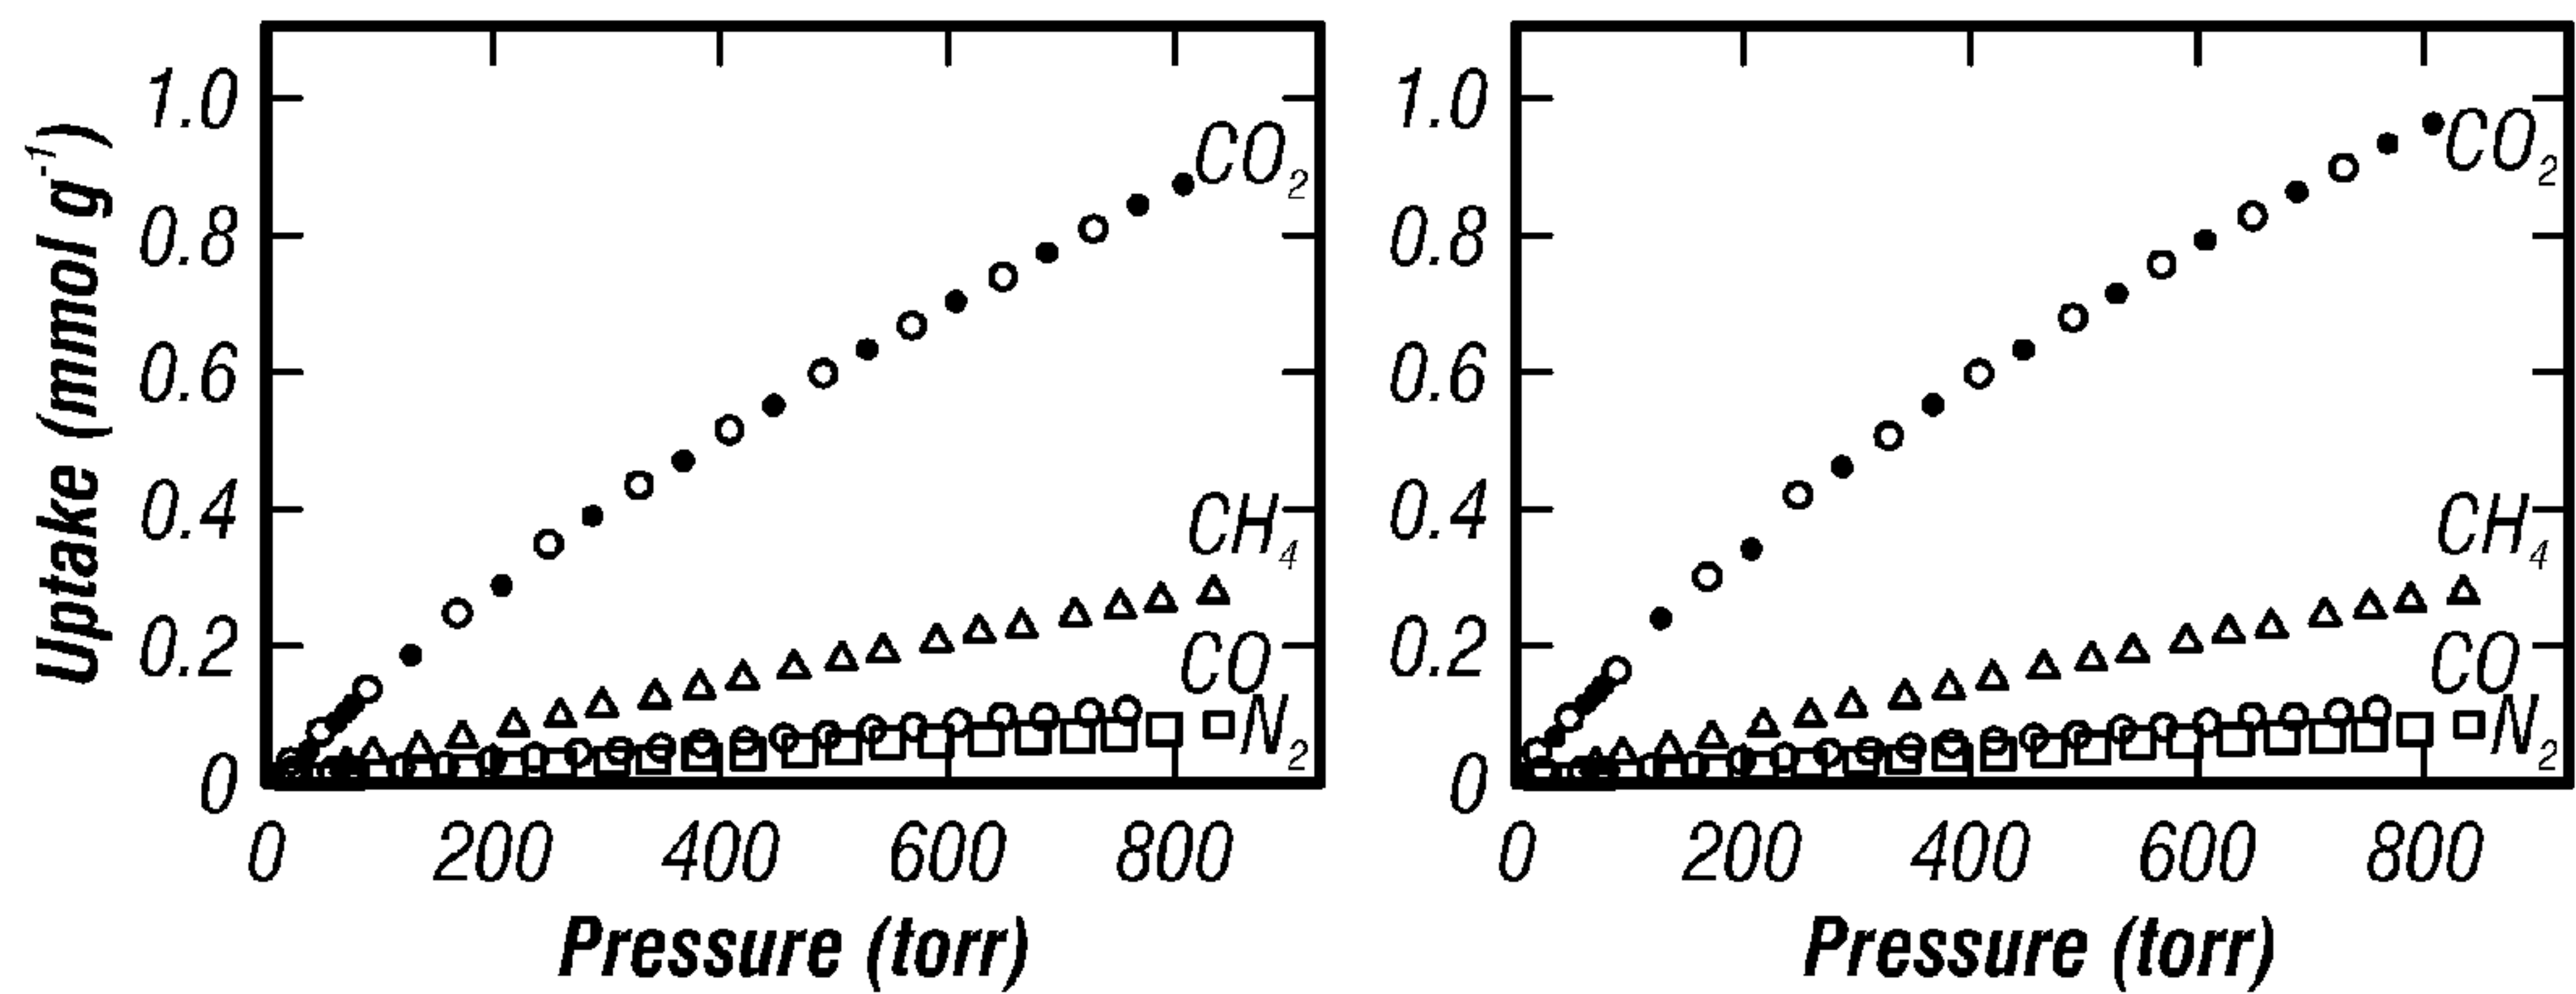 Uptake (mmol g⁻¹)
1.0
0.8
0.6
0.4
0.2
0
CO₂
CH₄
CO
N₂
0 200 400 600 800
Pressure (torr)
1.0
0.8
0.6
0.4
0.2
0
CO₂
CH₄
CO
N₂
0 200 400 600 800
Pressure (torr)